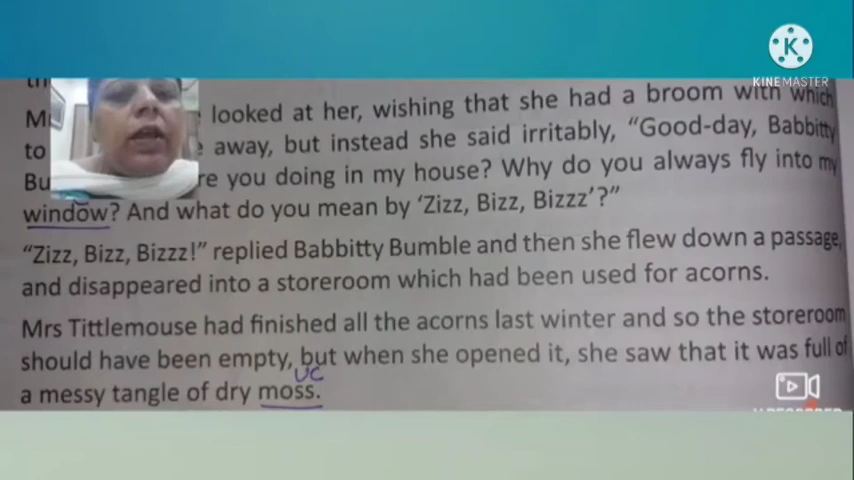 KINEMASTER
looked at her, wishing that she had a broom with which
to away, but instead she said irritably, “Good-day, Babbitty
Bu re you doing in my house? Why do you always fly into my
window? And what do you mean by ‘Zizz, Bizz, Bizzz’?”
“Zizz, Bizz, Bizzz!” replied Babbitty Bumble and then she flew down a passage,
and disappeared into a storeroom which had been used for acorns.
Mrs Tittlemouse had finished all the acorns last winter and so the storeroom
should have been empty, but when she opened it, she saw that it was full of
UC
a messy tangle of dry moss.